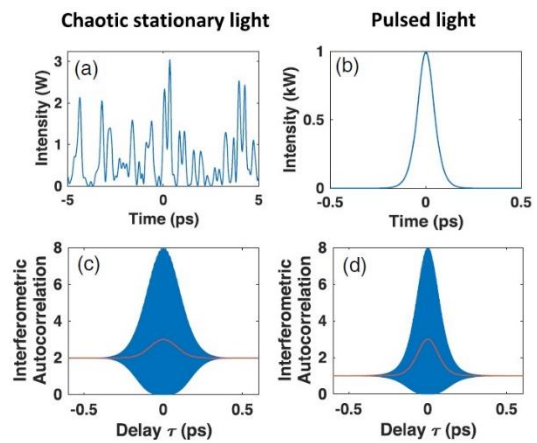 Chaotic stationary light
Pulsed light
(a)
Intensity (W)
3
2
1
0
-5
0
5
Time (ps)
(b)
Intensity (kW)
1
0.5
0
-0.5
0
0.5
Time (ps)
(c)
Interferometric
Autocorrelation
8
6
4
2
0
-0.5
0
0.5
Delay τ (ps)
(d)
Interferometric
Autocorrelation
8
6
4
2
0
-0.5
0
0.5
Delay τ (ps)